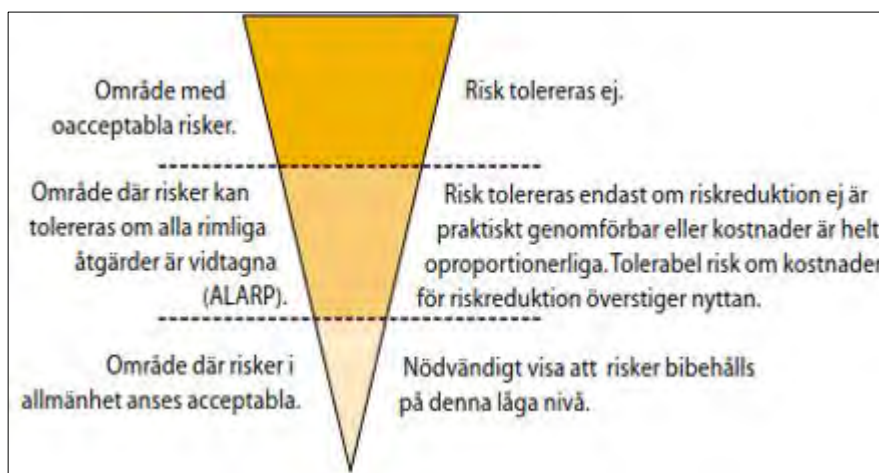 Område med
oacceptabla risker.
Risk tolereras ej.
Område där risker kan
tolereras om alla rimliga
åtgärder är vidtagna
(ALARP).
Risk tolereras endast om riskreduktion ej är
praktiskt genomförbar eller kostnader är helt
oproportionerliga. Tolerabel risk om kostnader
för riskreduktion överstiger nyttan.
Område där risker i
allmänhet anses acceptabla.
Nödvändigt visa att risker bibehålls
på denna låga nivå.